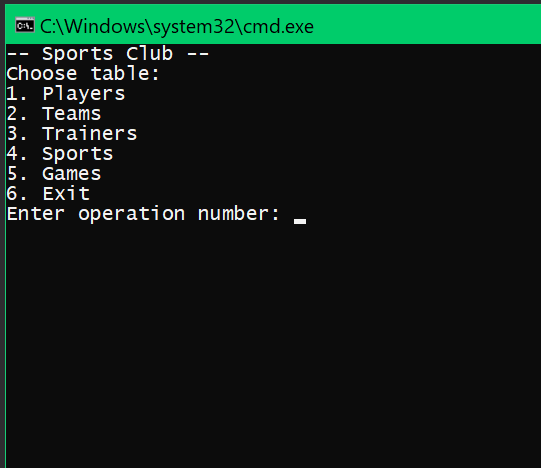 C:\Windows\system32\cmd.exe
-- Sports Club --
Choose table:
1. Players
2. Teams
3. Trainers
4. Sports
5. Games
6. Exit
Enter operation number: